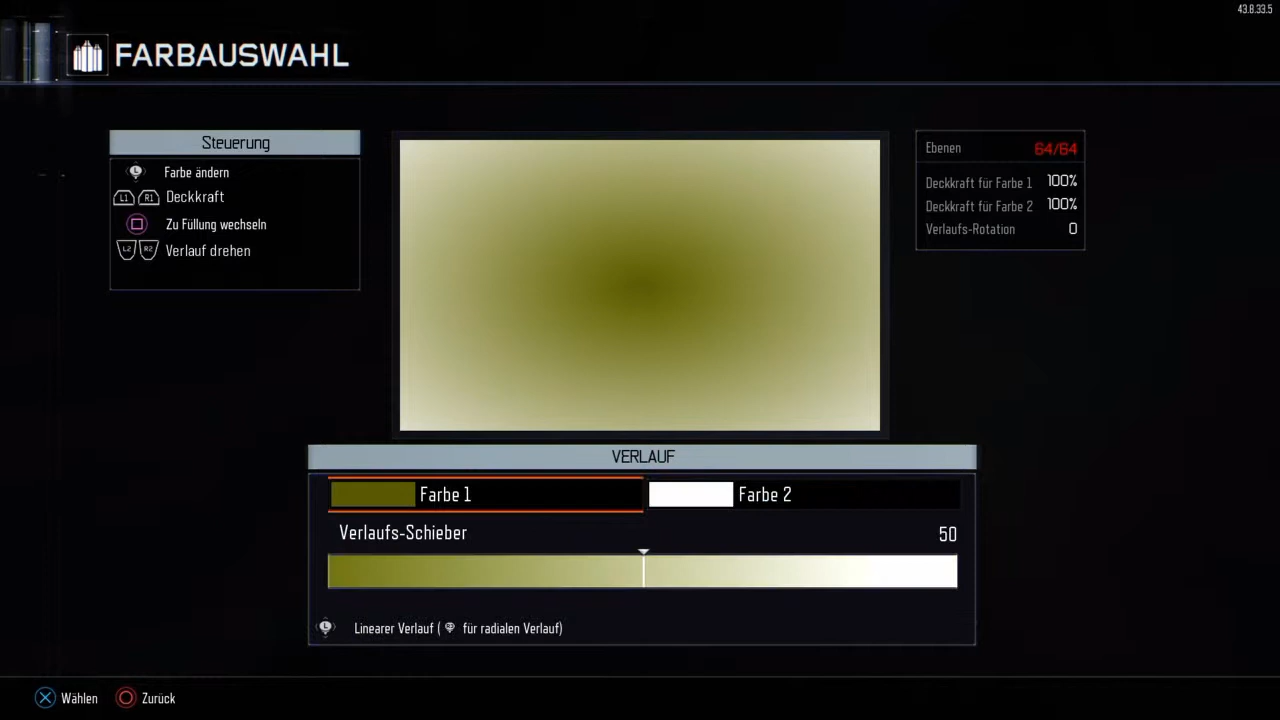 43.8.33.5
FARBAUSWAHL
Steuerung
L Farbe ändern
L1 R1 Deckkraft
Zu Füllung wechseln
L2 R2 Verlauf drehen
Ebenen 64/64
Deckkraft für Farbe 1 100%
Deckkraft für Farbe 2 100%
Verlaufs-Rotation 0
VERLAUF
Farbe 1 Farbe 2
Verlaufs-Schieber 50
L Linearer Verlauf ( für radialen Verlauf)
Wählen Zurück